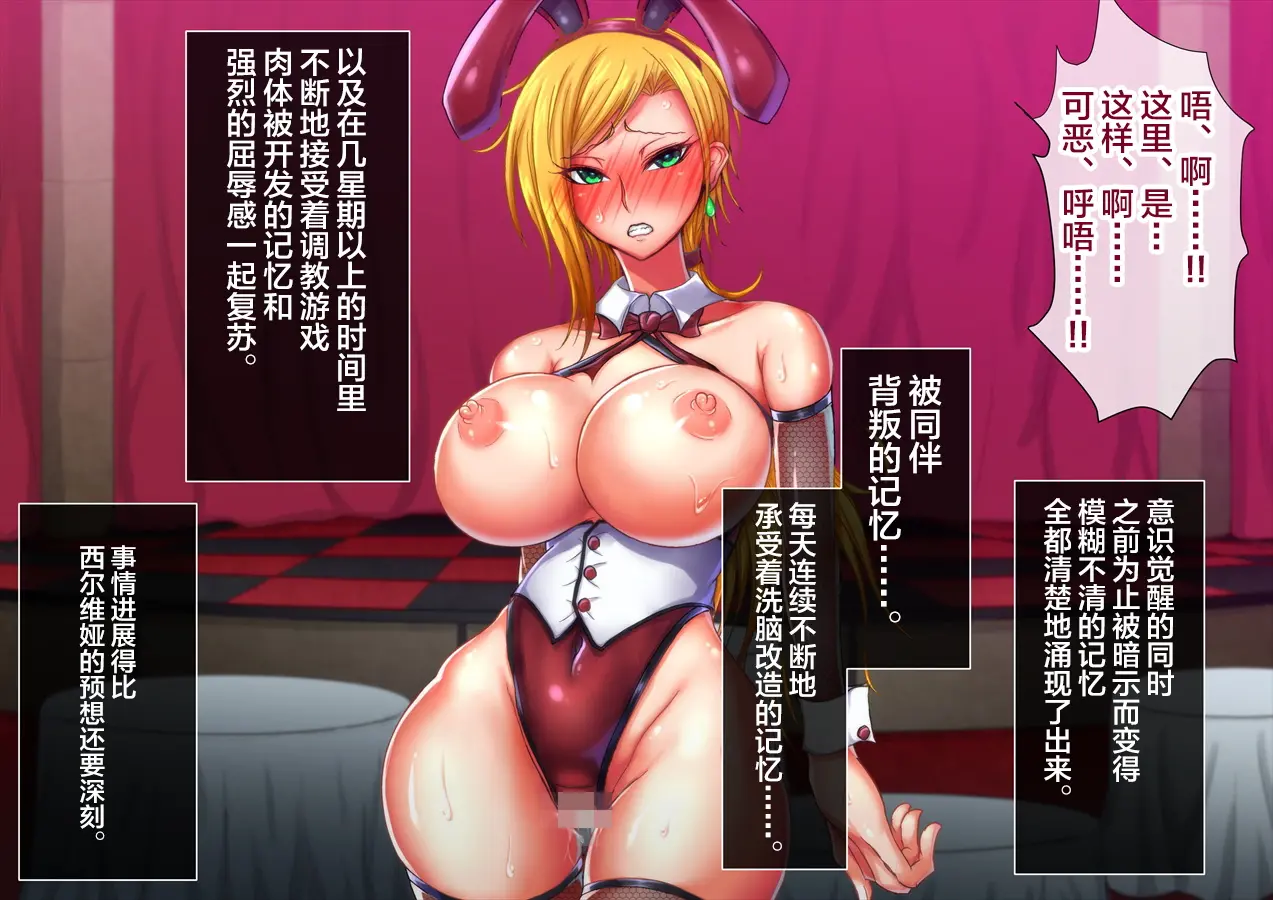 唔、啊……!!
这里、是…
这样、啊……
可恶、呼唔……!!
意识觉醒的同时
之前为止被暗示而变得
模糊不清的记忆
全都清楚地涌现了出来。
被同伴
背叛的记忆……。
每天连续不断地
承受着洗脑改造的记忆……。
以及在几星期以上的时间里
不断地接受着调教游戏
肉体被开发的记忆和
强烈的屈辱感一起复苏。
事情进展得比
西尔维娅的预想还要深刻。